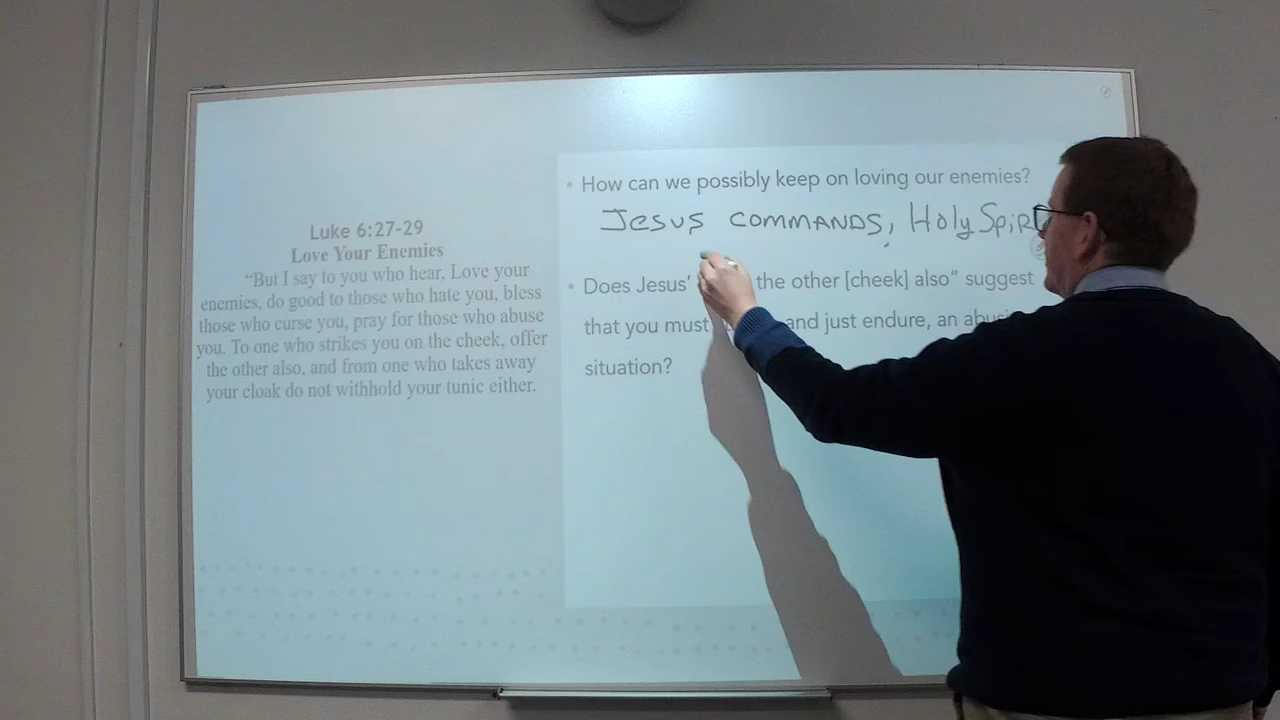 Luke 6:27-29
Love Your Enemies
“But I say to you who hear, Love your
enemies, do good to those who hate you, bless
those who curse you, pray for those who abuse
you. To one who strikes you on the cheek, offer
the other also, and from one who takes away
your cloak do not withhold your tunic either.
• How can we possibly keep on loving our enemies?
Jesus COMMANDS, Holy
• Does Jesus’ the other [cheek] also” suggest
that you must and just endure, an
situation?